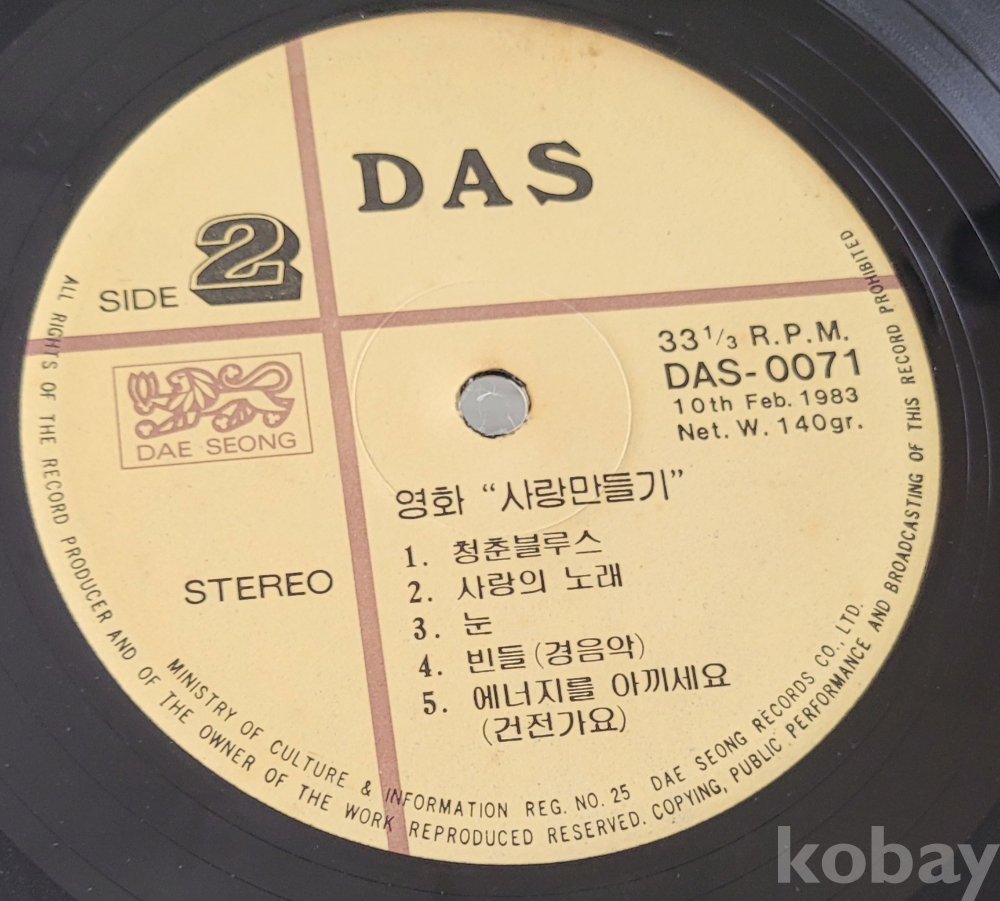 DAS
SIDE 2
33 1/3 R.P.M.
DAS-0071
10th Feb. 1983
Net. W. 140gr.
DAE SEONG
영화 “사랑만들기”
1. 청춘블루스
2. 사랑의 노래
3. 눈
4. 빈들 (경음악)
5. 에너지를 아끼세요
(건전가요)
STEREO
MINISTRY OF CULTURE & INFORMATION REG. NO. 25 DAE SEONG RECORDS CO., LTD.
ALL RIGHTS OF THE RECORD PRODUCER AND OF THE OWNER OF THE WORK REPRODUCED RESERVED. COPYING, PUBLIC PERFORMANCE AND BROADCASTING OF THIS RECORD PROHIBITED
kobay